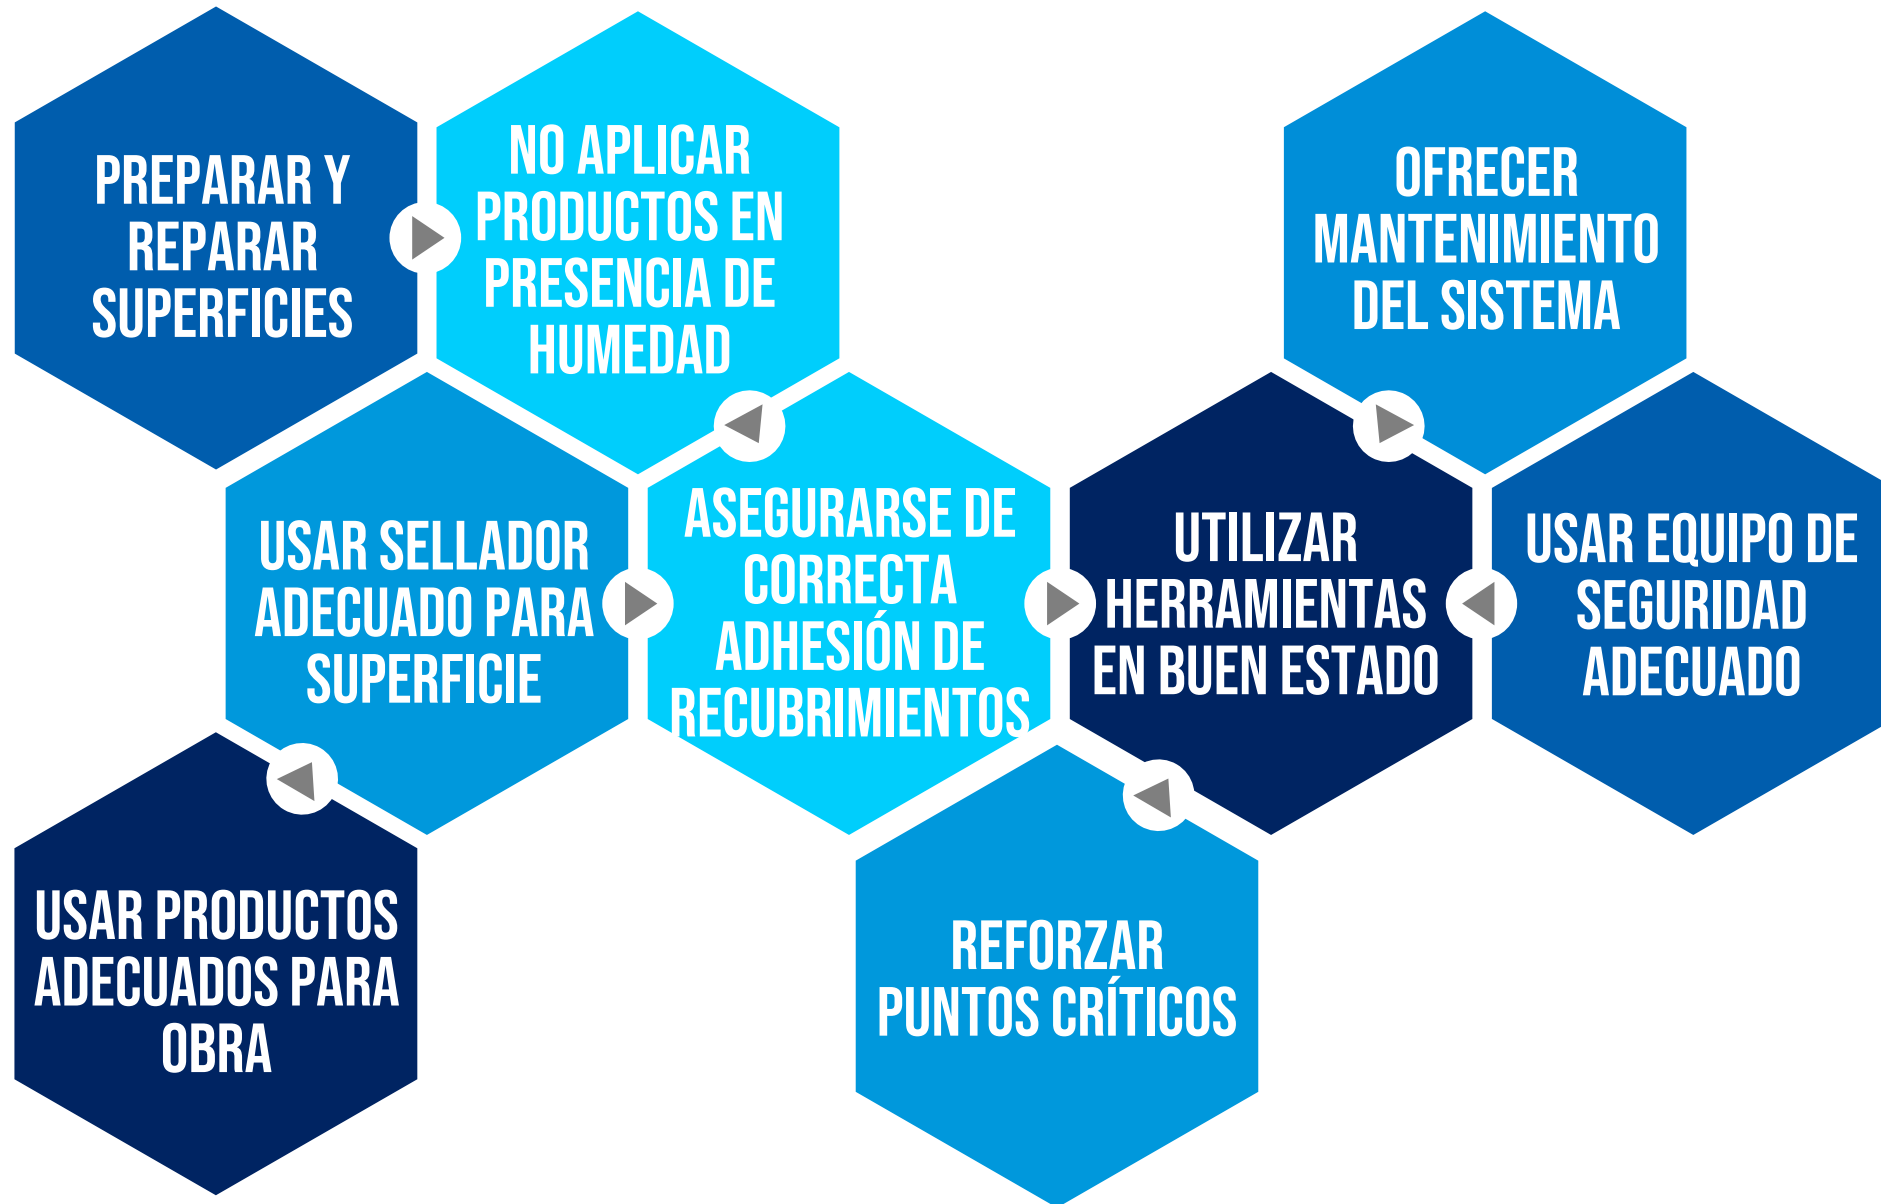 PREPARAR Y
REPARAR
SUPERFICIES
NO APLICAR
PRODUCTOS EN
PRESENCIA DE
HUMEDAD
OFRECER
MANTENIMIENTO
DEL SISTEMA
USAR SELLADOR
ADECUADO PARA
SUPERFICIE
ASEGURARSE DE
CORRECTA
ADHESIÓN DE
RECUBRIMIENTOS
UTILIZAR
HERRAMIENTAS
EN BUEN ESTADO
USAR EQUIPO DE
SEGURIDAD
ADECUADO
USAR PRODUCTOS
ADECUADOS PARA
OBRA
REFORZAR
PUNTOS CRÍTICOS